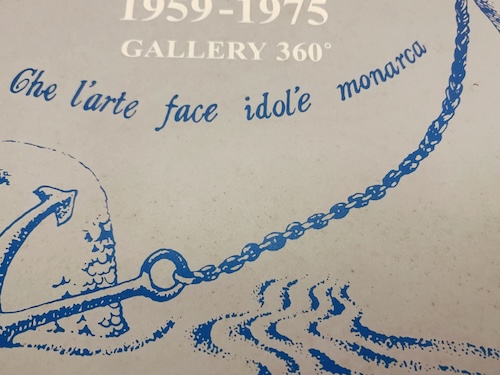 1959-1975
GALLERY 360°
Che l'arte face idol'e monarca